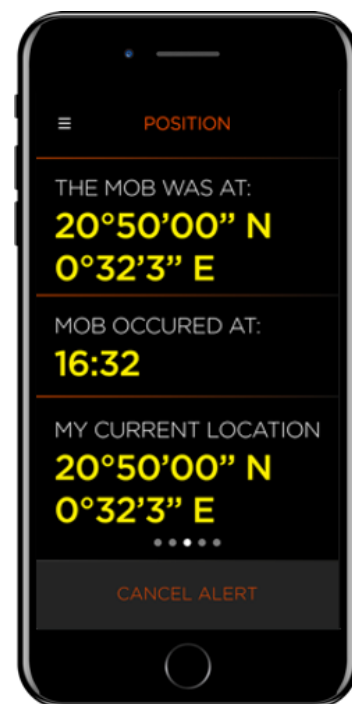 POSITION
THE MOB WAS AT:
20°50'00” N
0°32'3” E
MOB OCCURED AT:
16:32
MY CURRENT LOCATION
20°50'00” N
0°32'3” E
CANCEL ALERT